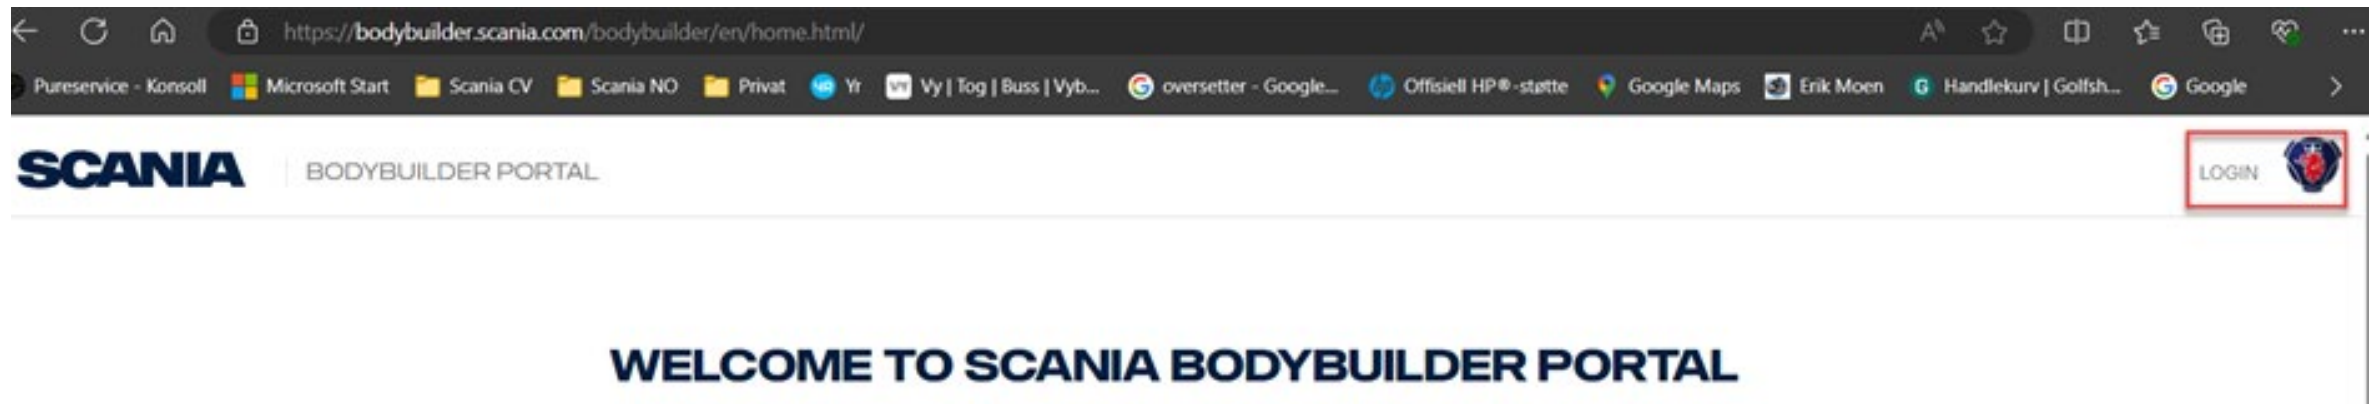 https://bodybuilder.scania.com/bodybuilder/en/home.html/
Pureservice - Konsoll Microsoft Start Scania CV Scania NO Privat Yr Vy | Tog | Buss | Vyb... oversetter - Google... Offisiell HP®-støtte Google Maps Erik Moen Handlekurv | Golfsh... Google
SCANIA BODYBUILDER PORTAL LOGIN
WELCOME TO SCANIA BODYBUILDER PORTAL